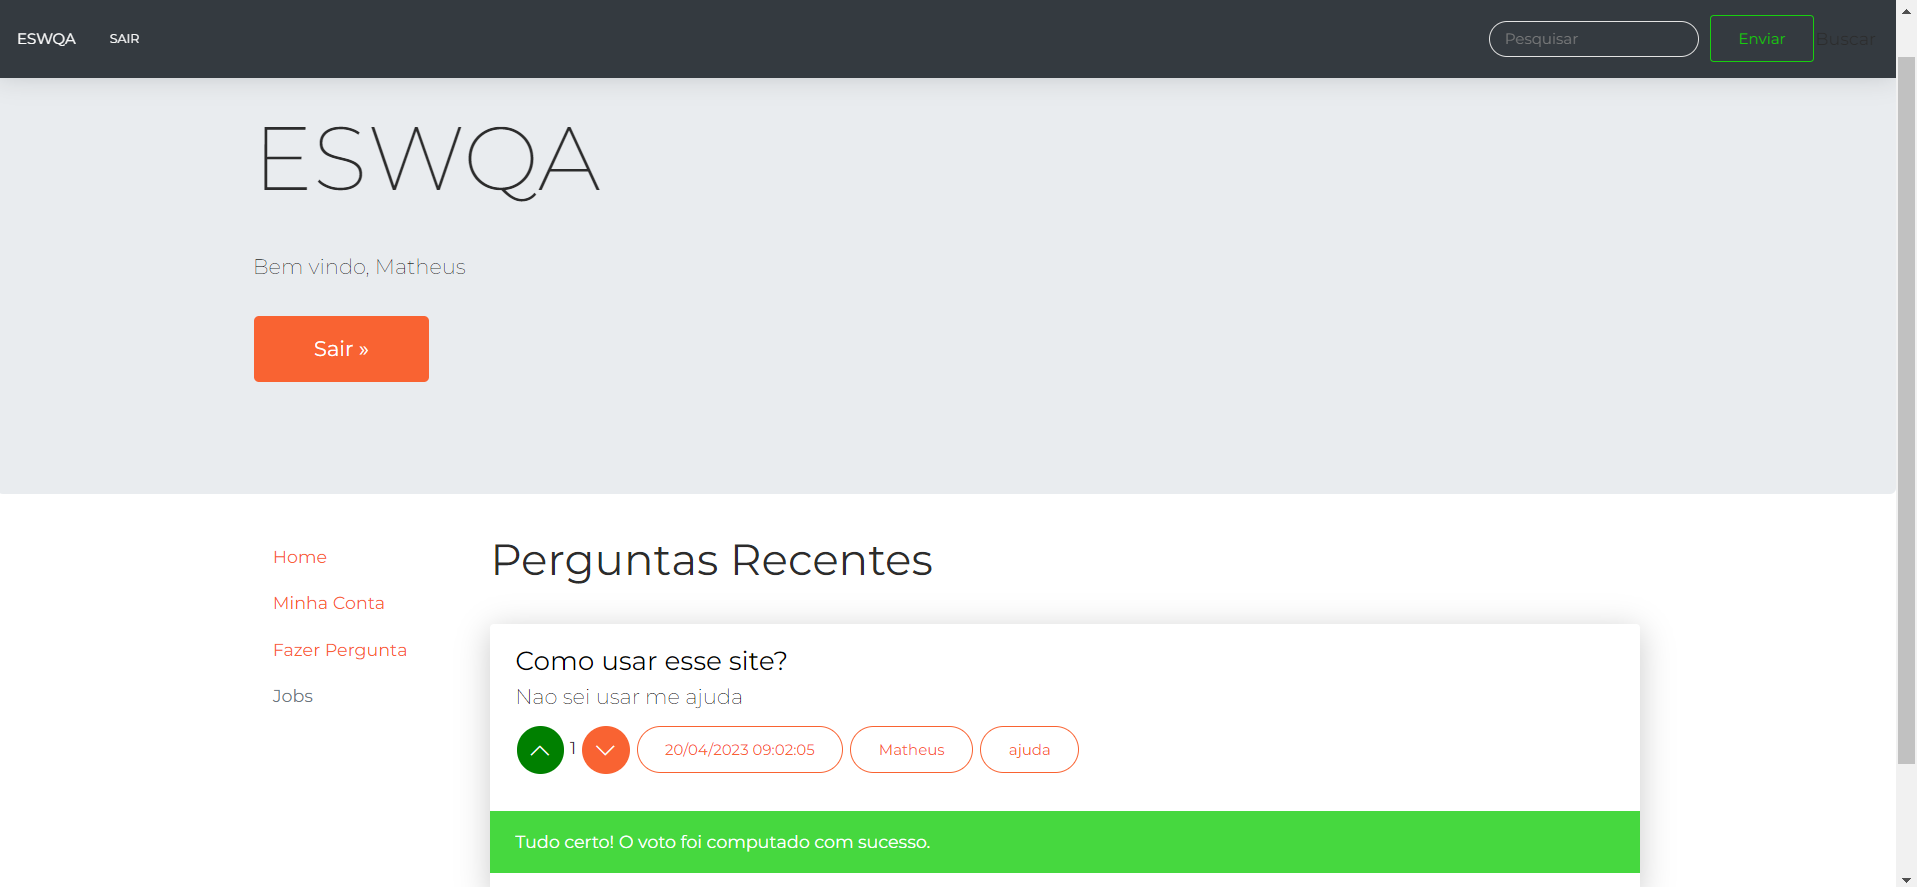 ESWQA SAIR Pesquisar Enviar Buscar
ESWQA
Bem vindo, Matheus
Sair »
Home
Minha Conta
Fazer Pergunta
Jobs
Perguntas Recentes
Como usar esse site?
Nao sei usar me ajuda
1 20/04/2023 09:02:05 Matheus ajuda
Tudo certo! O voto foi computado com sucesso.